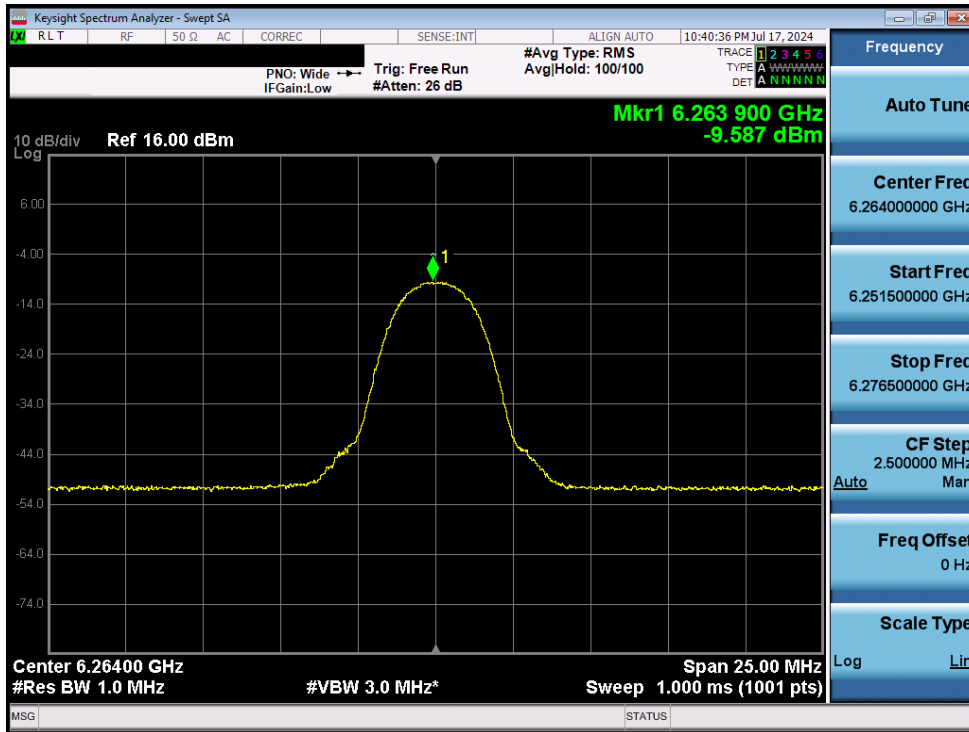 Keysight Spectrum Analyzer - Swept SA
LXI RLT RF 50 Ω AC CORREC SENSE:INT ALIGN AUTO 10:40:36 PM Jul 17, 2024
PNO: Wide Trig: Free Run #Avg Type: RMS TRACE 1 2 3 4 5 6
IFGain:Low #Atten: 26 dB Avg|Hold: 100/100 TYPE A WWWWW
DET A N N N N N
Frequency
Mkr1 6.263 900 GHz
-9.587 dBm
10 dB/div Ref 16.00 dBm
Log
6.00
-4.00
-14.0
-24.0
-34.0
-44.0
-54.0
-64.0
-74.0
1
Center 6.26400 GHz Span 25.00 MHz
#Res BW 1.0 MHz #VBW 3.0 MHz* Sweep 1.000 ms (1001 pts)
Auto Tune
Center Freq
6.264000000 GHz
Start Freq
6.251500000 GHz
Stop Freq
6.276500000 GHz
CF Step
2.500000 MHz
Auto Man
Freq Offset
0 Hz
Scale Type
Log Lin
MSG STATUS